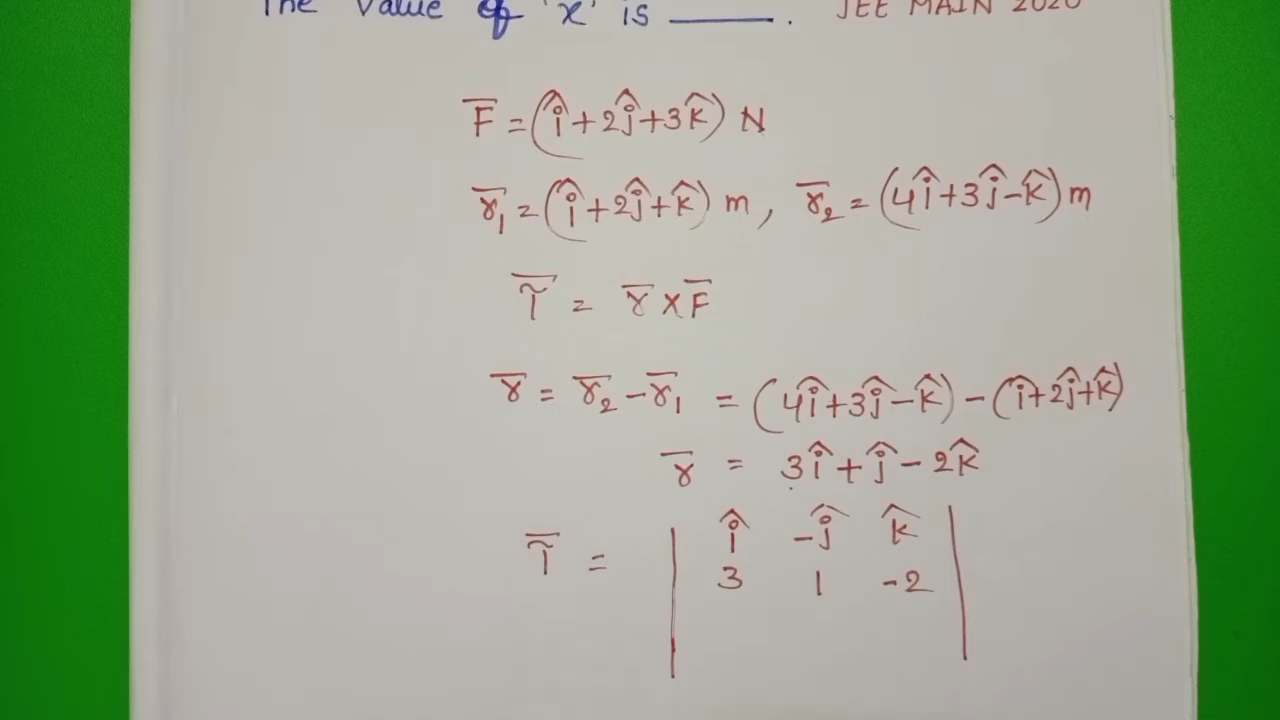 The value of 'x' is ______. JEE MAIN 2020
F̅ = (î + 2ĵ + 3k̂) N
r̅₁ = (î + 2ĵ + k̂) m, r̅₂ = (4î + 3ĵ - k̂) m
τ̅ = r̅ × F̅
r̅ = r̅₂ - r̅₁ = (4î + 3ĵ - k̂) - (î + 2ĵ + k̂)
r̅ = 3î + ĵ - 2k̂
τ̅ = | î -ĵ k̂ |
3 1 -2